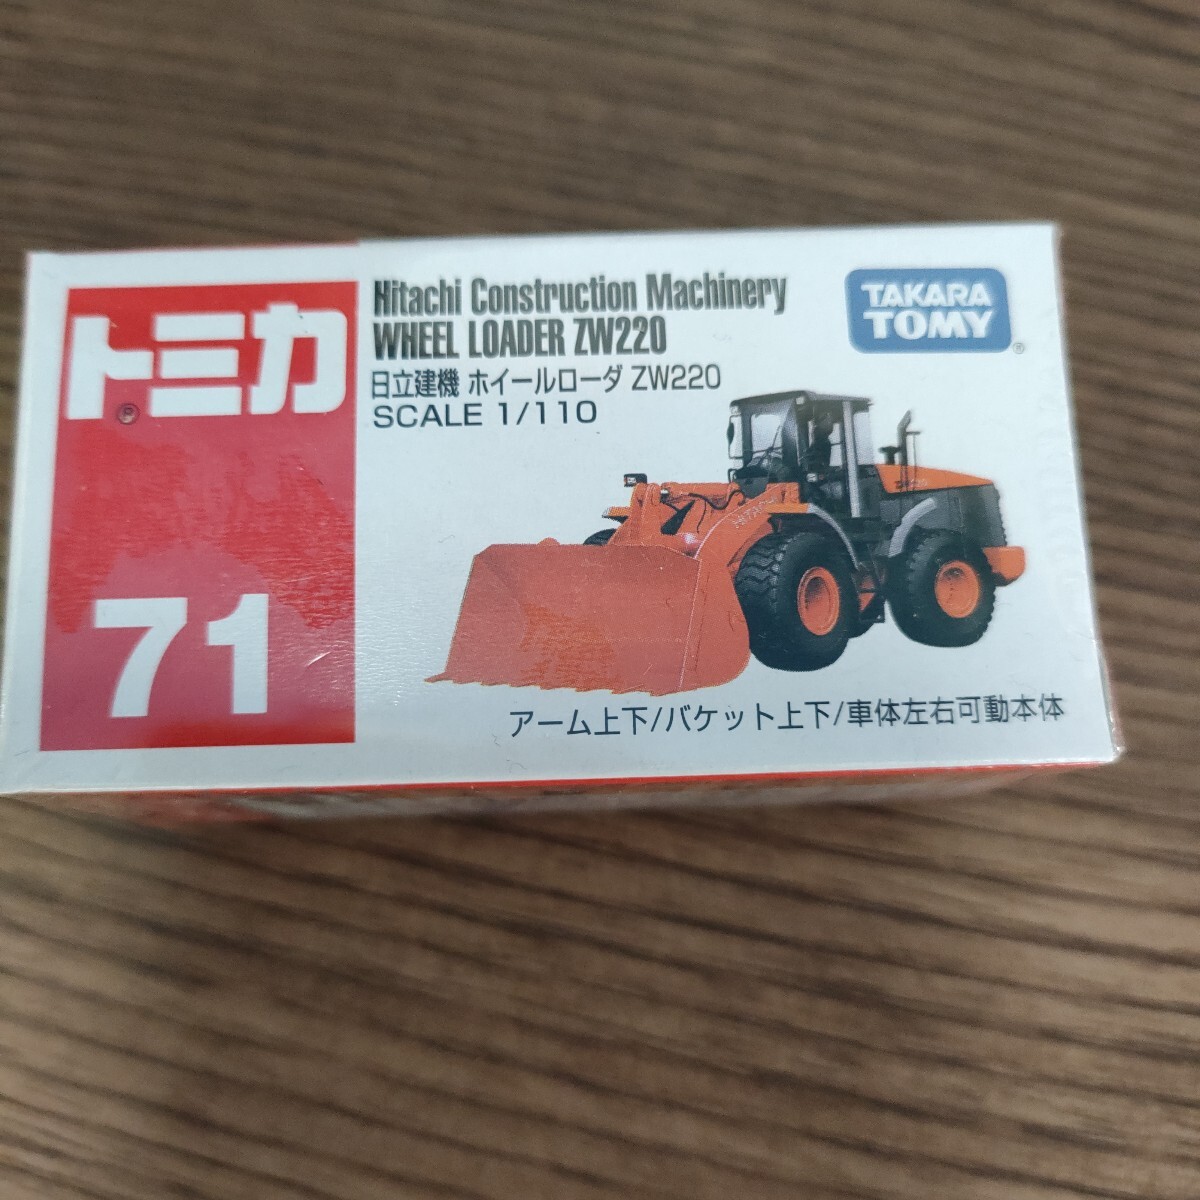 トミカ
71
Hitachi Construction Machinery
WHEEL LOADER ZW220
日立建機 ホイールローダ ZW220
SCALE 1/110
TAKARA
TOMY®
HITACHI
アーム上下/バケット上下/車体左右可動本体